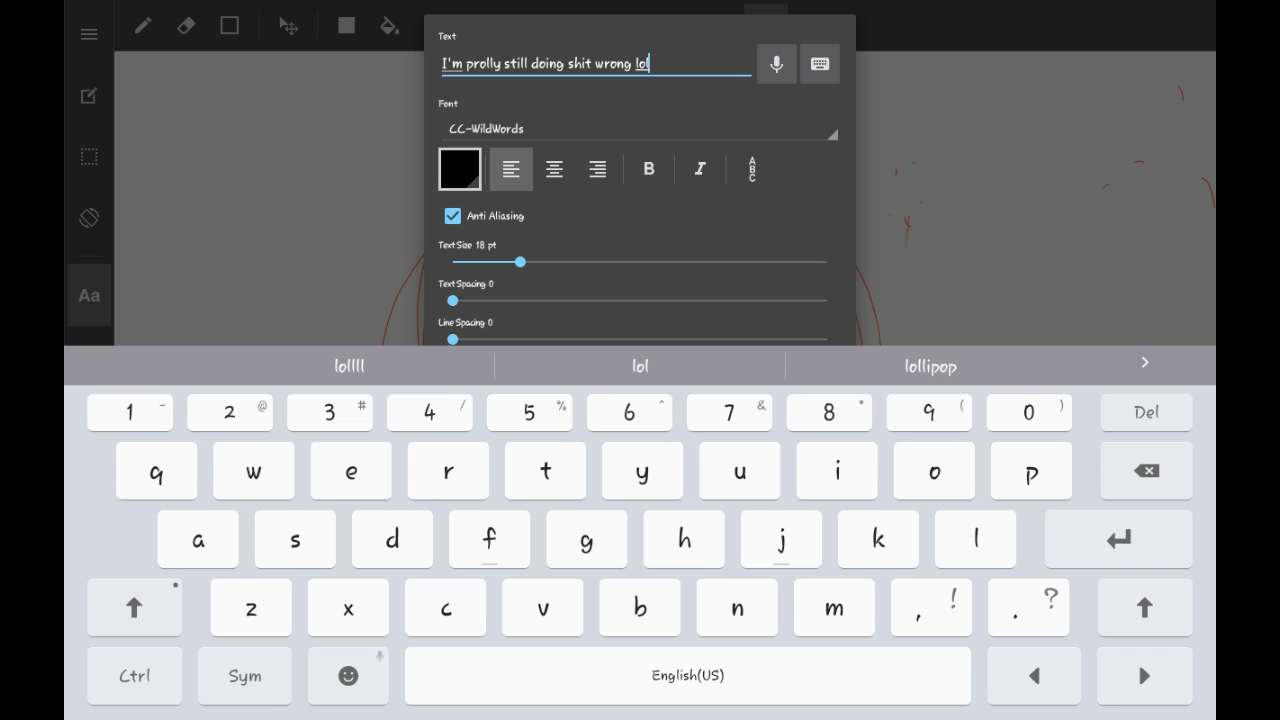 Text
I'm prolly still doing shit wrong lol
Font
CC-WildWords
B I ABC
Anti Aliasing
Text Size 18 pt
Text Spacing 0
Line Spacing 0
Aa
lollll lol lollipop
1 - 2 @ 3 # 4 / 5 % 6 ^ 7 & 8 * 9 ( 0 ) Del
q w e r t y u i o p
a s d f g h j k l
z x c v b n m , ! . ?
Ctrl Sym English(US)